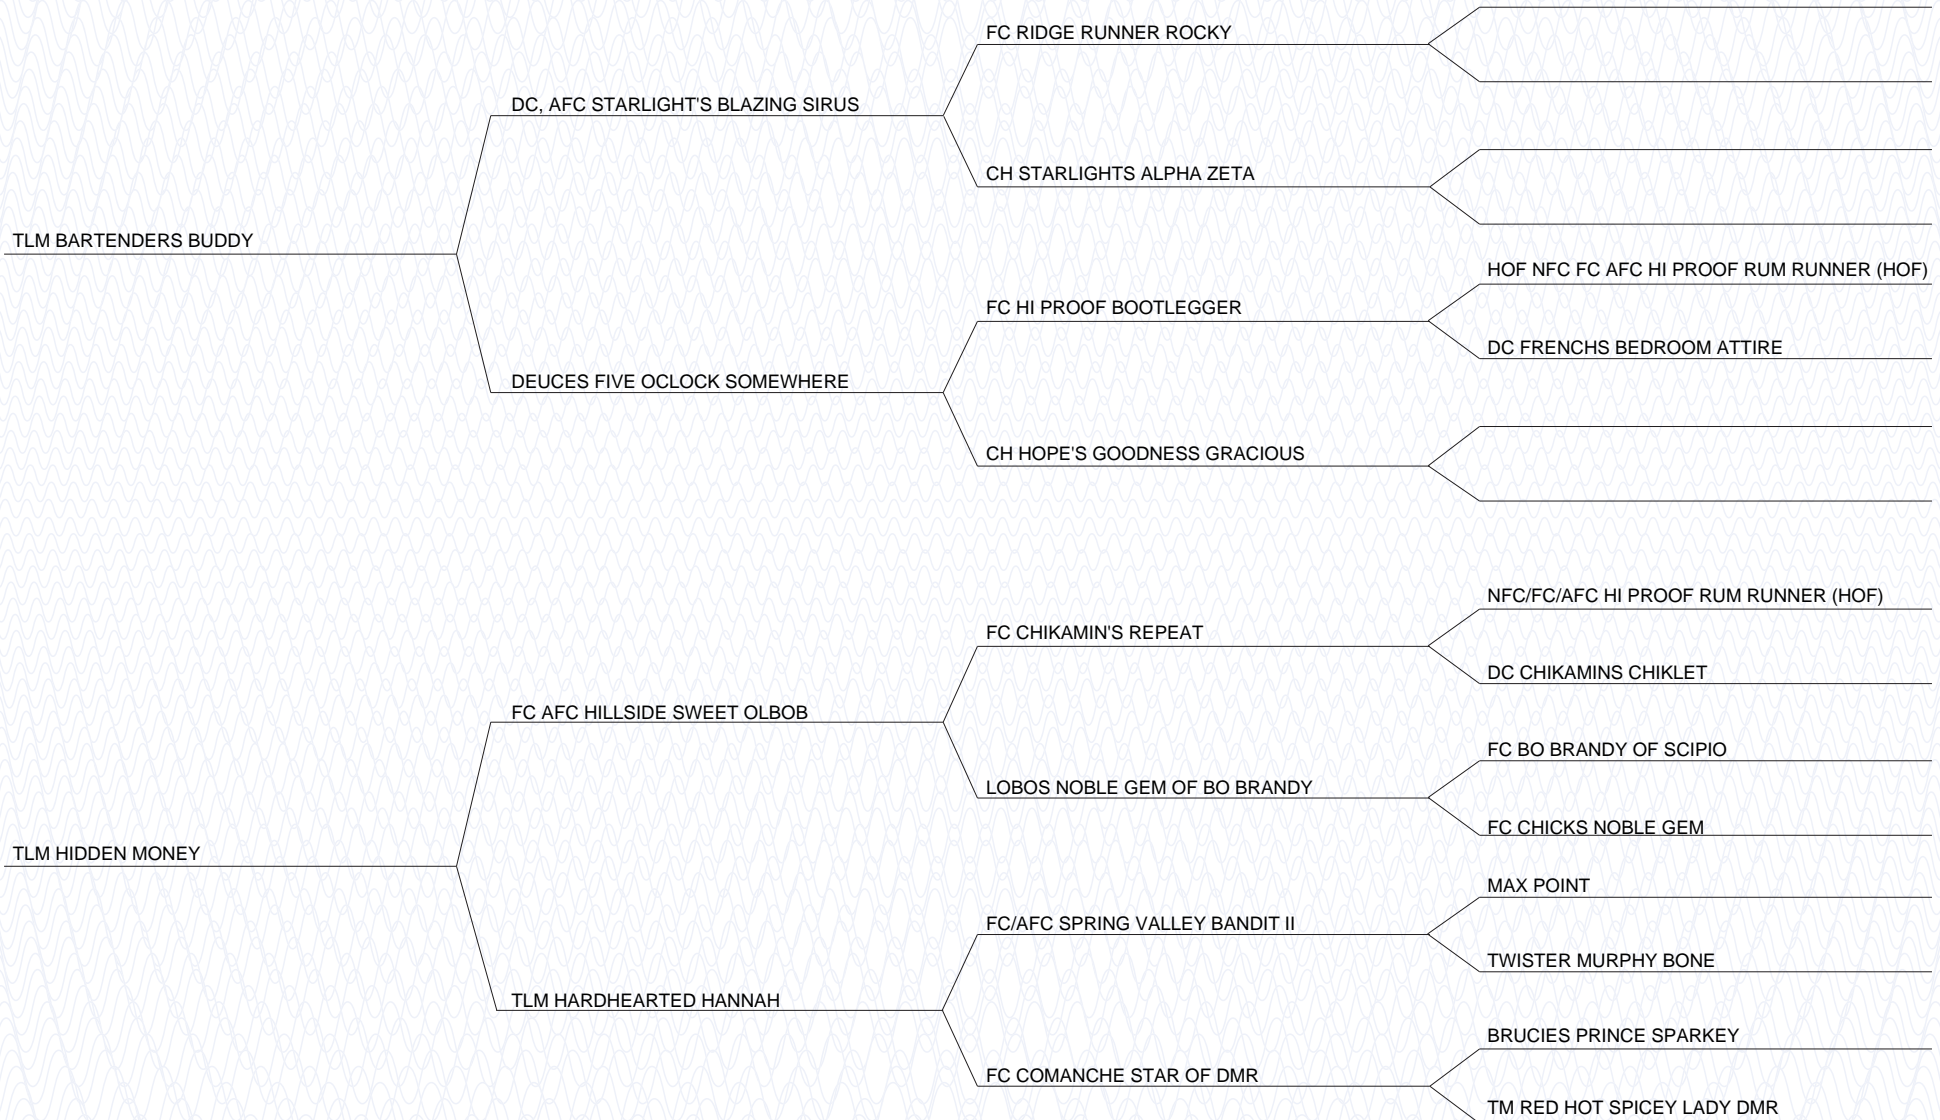 FC RIDGE RUNNER ROCKY
DC, AFC STARLIGHT'S BLAZING SIRUS
CH STARLIGHTS ALPHA ZETA
TLM BARTENDERS BUDDY
HOF NFC FC AFC HI PROOF RUM RUNNER (HOF)
FC HI PROOF BOOTLEGGER
DC FRENCHS BEDROOM ATTIRE
DEUCES FIVE OCLOCK SOMEWHERE
CH HOPE'S GOODNESS GRACIOUS
NFC/FC/AFC HI PROOF RUM RUNNER (HOF)
FC CHIKAMIN'S REPEAT
DC CHIKAMINS CHIKLET
FC AFC HILLSIDE SWEET OLBOB
FC BO BRANDY OF SCIPIO
LOBOS NOBLE GEM OF BO BRANDY
FC CHICKS NOBLE GEM
TLM HIDDEN MONEY
MAX POINT
FC/AFC SPRING VALLEY BANDIT II
TWISTER MURPHY BONE
TLM HARDHEARTED HANNAH
BRUCIES PRINCE SPARKEY
FC COMANCHE STAR OF DMR
TM RED HOT SPICEY LADY DMR